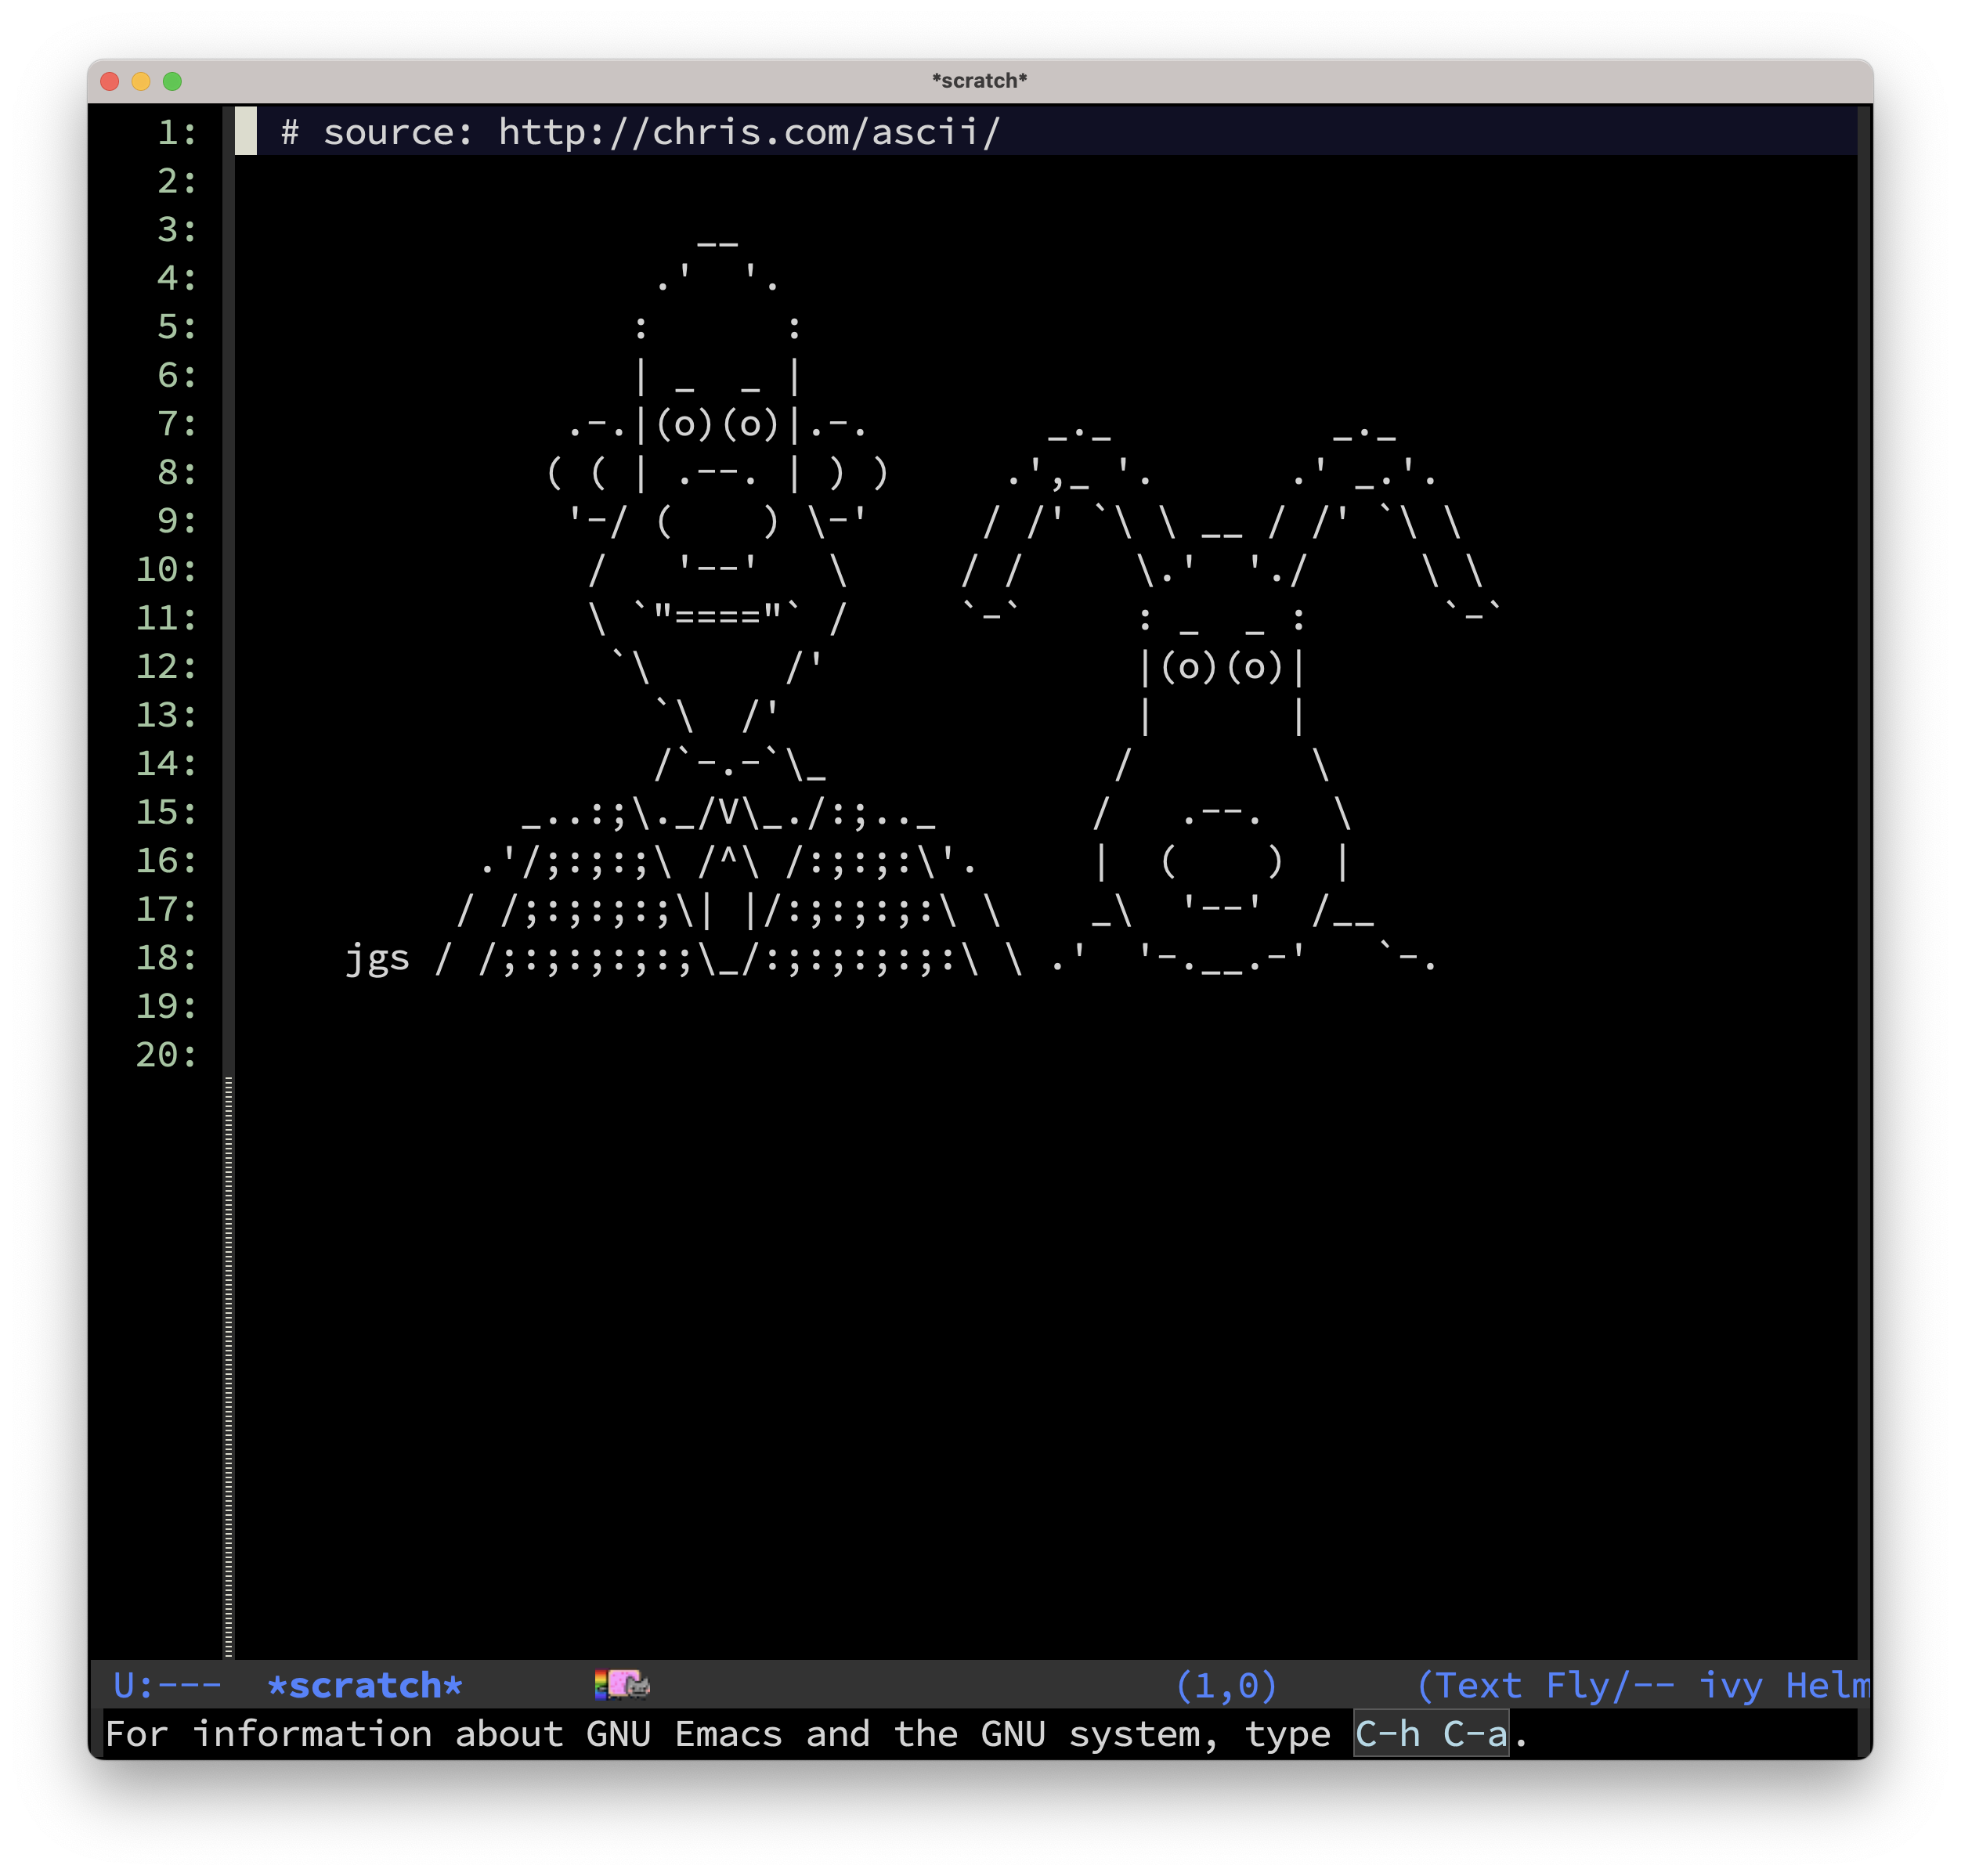 *scratch*
1: # source: http://chris.com/ascii/
2:
3:                       __
4:                     .'  '.
5:                    :      :
6:                    | _  _ |
7:                 .-.|(o)(o)|.-.        _._          _._
8:                ( ( | .--. | ) )     .',_ '.      .' _.'.
9:                 '-/ (    ) \-'     / /' `\ \ __ / /' `\ \
10:                  /   '--'   \     / /     \.'  './     \ \
11:                  \ `"===="` /     `-`     : _  _ :      `-`
12:                   `\      /'              |(o)(o)|
13:                     `\  /'                |      |
14:                     /`-.-`\_             /        \
15:               _..:;\._/V\_./:;.._       /   .--.   \
16:             .'/;:;:;\ /^\ /:;:;:\'.     |  (    )  |
17:            / /;:;:;:;\| |/:;:;:;:\ \    _\  '--'  /__
18:       jgs / /;:;:;:;:;\_/:;:;:;:;:\ \ .'  '-.__.-'   `-.
19:
20:
U:--- *scratch* (1,0) (Text Fly/-- ivy Helm
For information about GNU Emacs and the GNU system, type C-h C-a.